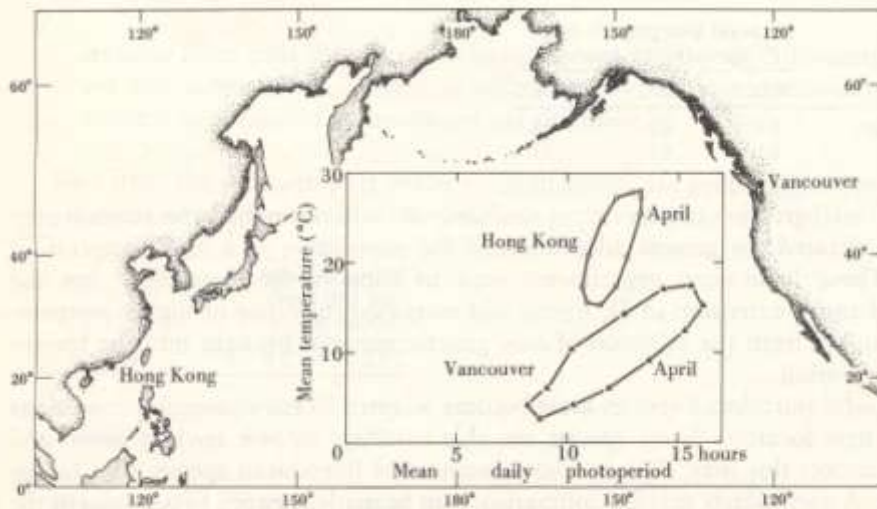 120° 150° 180° 150° 120°
60° 60°
30
Vancouver
April
Hong Kong
40° 40°
20
Mean temperature (°C)
10
Hong Kong
Vancouver
April
20° 20°
0
5 10 15 hours
Mean daily photoperiod
0° 0°
120° 150° 180° 150° 120°